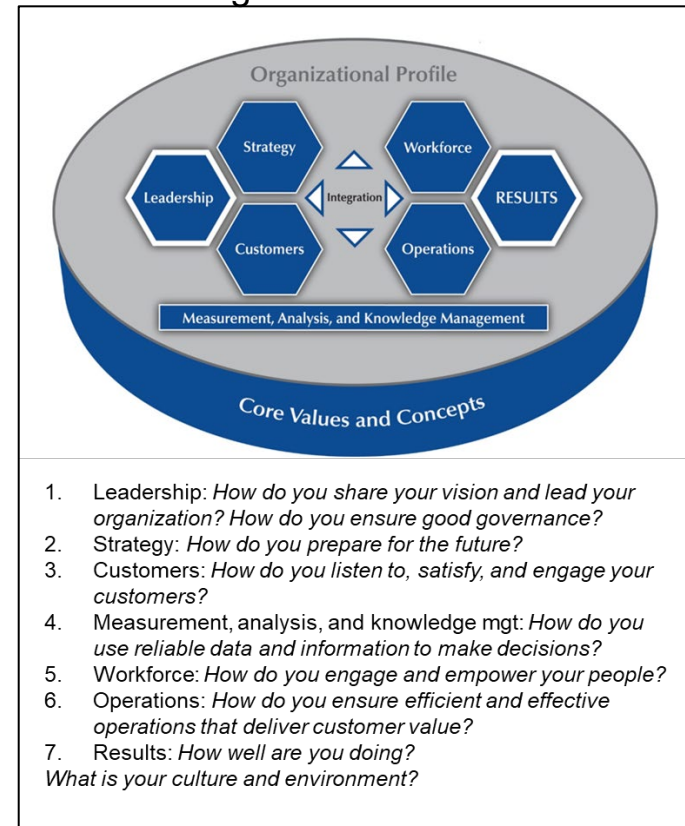 Organizational Profile
Strategy
Workforce
Leadership
Integration
RESULTS
Customers
Operations
Measurement, Analysis, and Knowledge Management
Core Values and Concepts
1. Leadership: How do you share your vision and lead your
organization? How do you ensure good governance?
2. Strategy: How do you prepare for the future?
3. Customers: How do you listen to, satisfy, and engage your
customers?
4. Measurement, analysis, and knowledge mgt: How do you
use reliable data and information to make decisions?
5. Workforce: How do you engage and empower your people?
6. Operations: How do you ensure efficient and effective
operations that deliver customer value?
7. Results: How well are you doing?
What is your culture and environment?